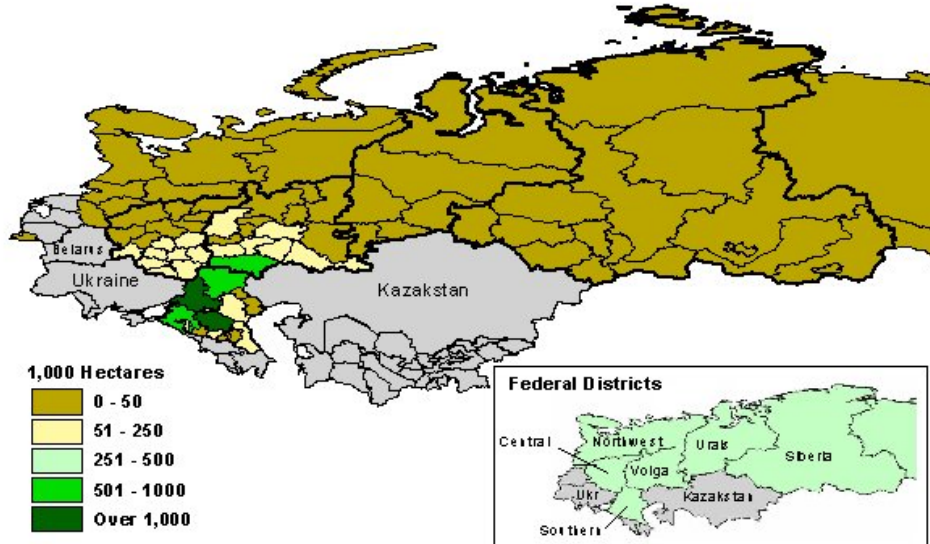 Belarus
Ukraine
Kazakstan
1,000 Hectares
0 - 50
51 - 250
251 - 500
501 - 1000
Over 1,000
Federal Districts
Central
Northwest
Urals
Volga
Siberia
Ukr
Kazakstan
Southern